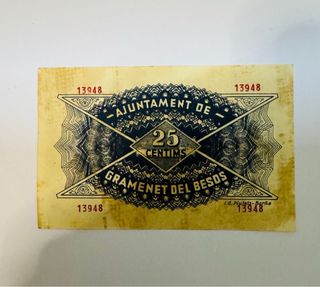 13948 13948
AJUNTAMENT DE
25
CENTIMS
GRAMENET DEL BESOS
13948 13948